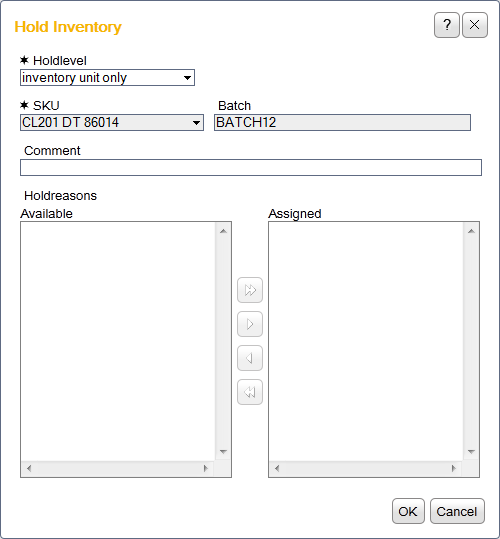 Hold Inventory
?
✶ Holdlevel
inventory unit only
✶ SKU Batch
CL201 DT 86014 BATCH12
Comment
Holdreasons
Available Assigned
OK Cancel